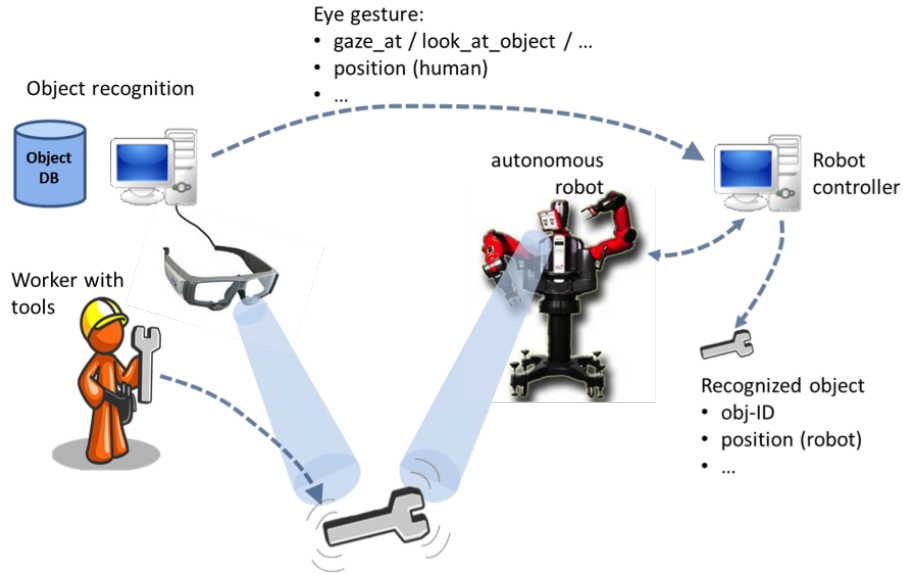 Eye gesture:
• gaze_at / look_at_object / …
• position (human)
• …
Object recognition
Object
DB
autonomous
robot
Robot
controller
Worker with
tools
Recognized object
• obj-ID
• position (robot)
• …